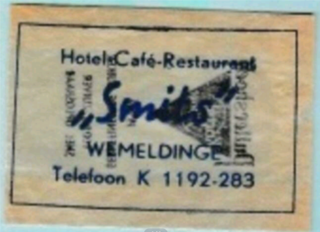 Hotel-Café-Restaurant
„Smits”
WEMELDINGE
Telefoon K 1192-283